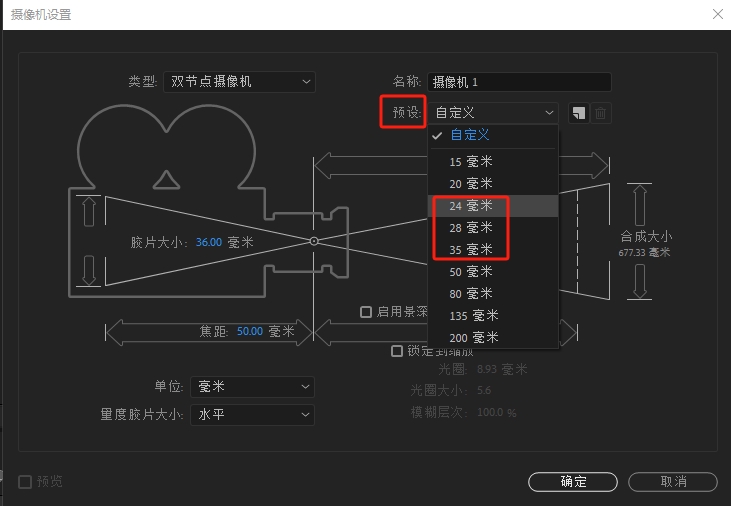 摄像机设置
类型: 双节点摄像机
名称: 摄像机 1
预设: 自定义
自定义
15 毫米
20 毫米
24 毫米
28 毫米
35 毫米
50 毫米
80 毫米
135 毫米
200 毫米
胶片大小: 36.00 毫米
合成大小
677.33 毫米
启用景深
焦距: 50.00 毫米
锁定到缩放
光圈: 8.93 毫米
光圈大小: 5.6
模糊层次: 100.0 %
单位: 毫米
量度胶片大小: 水平
预览
确定
取消